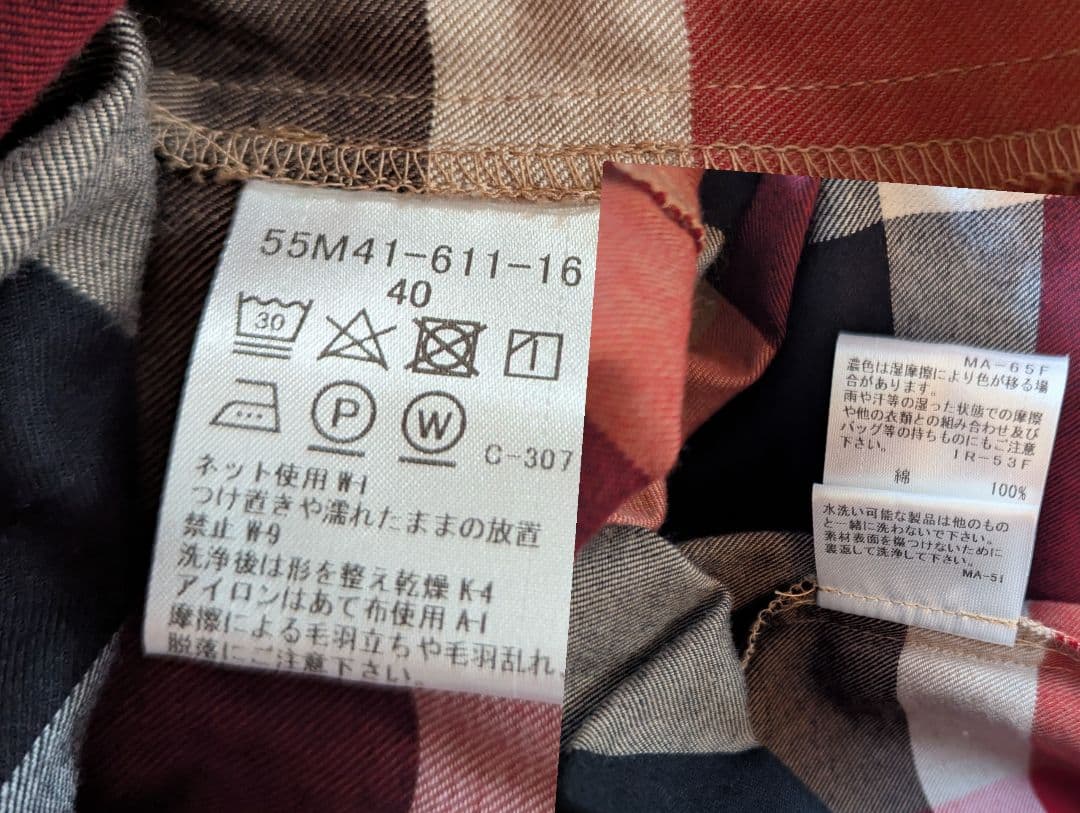 55M41-611-16
40
30
P W
C-307
ネット使用 W-1
つけ置きや濡れたままの放置
禁止 W-9
洗浄後は形を整え乾燥 K-4
アイロンはあて布使用 A-1
摩擦による毛羽立ちや毛羽乱れ、
脱落にご注意下さい。
MA-65F
濃色は湿摩擦により色が移る場
合があります。
雨や汗等の湿った状態での摩擦
や他の衣類との組み合わせ及び
バッグ等の持ちものにもご注意
下さい。
IR-53F
綿 100%
水洗い可能な製品は他のもの
と一緒に洗わないで下さい。
素材表面を傷つけないために
裏返して洗浄して下さい。
MA-51